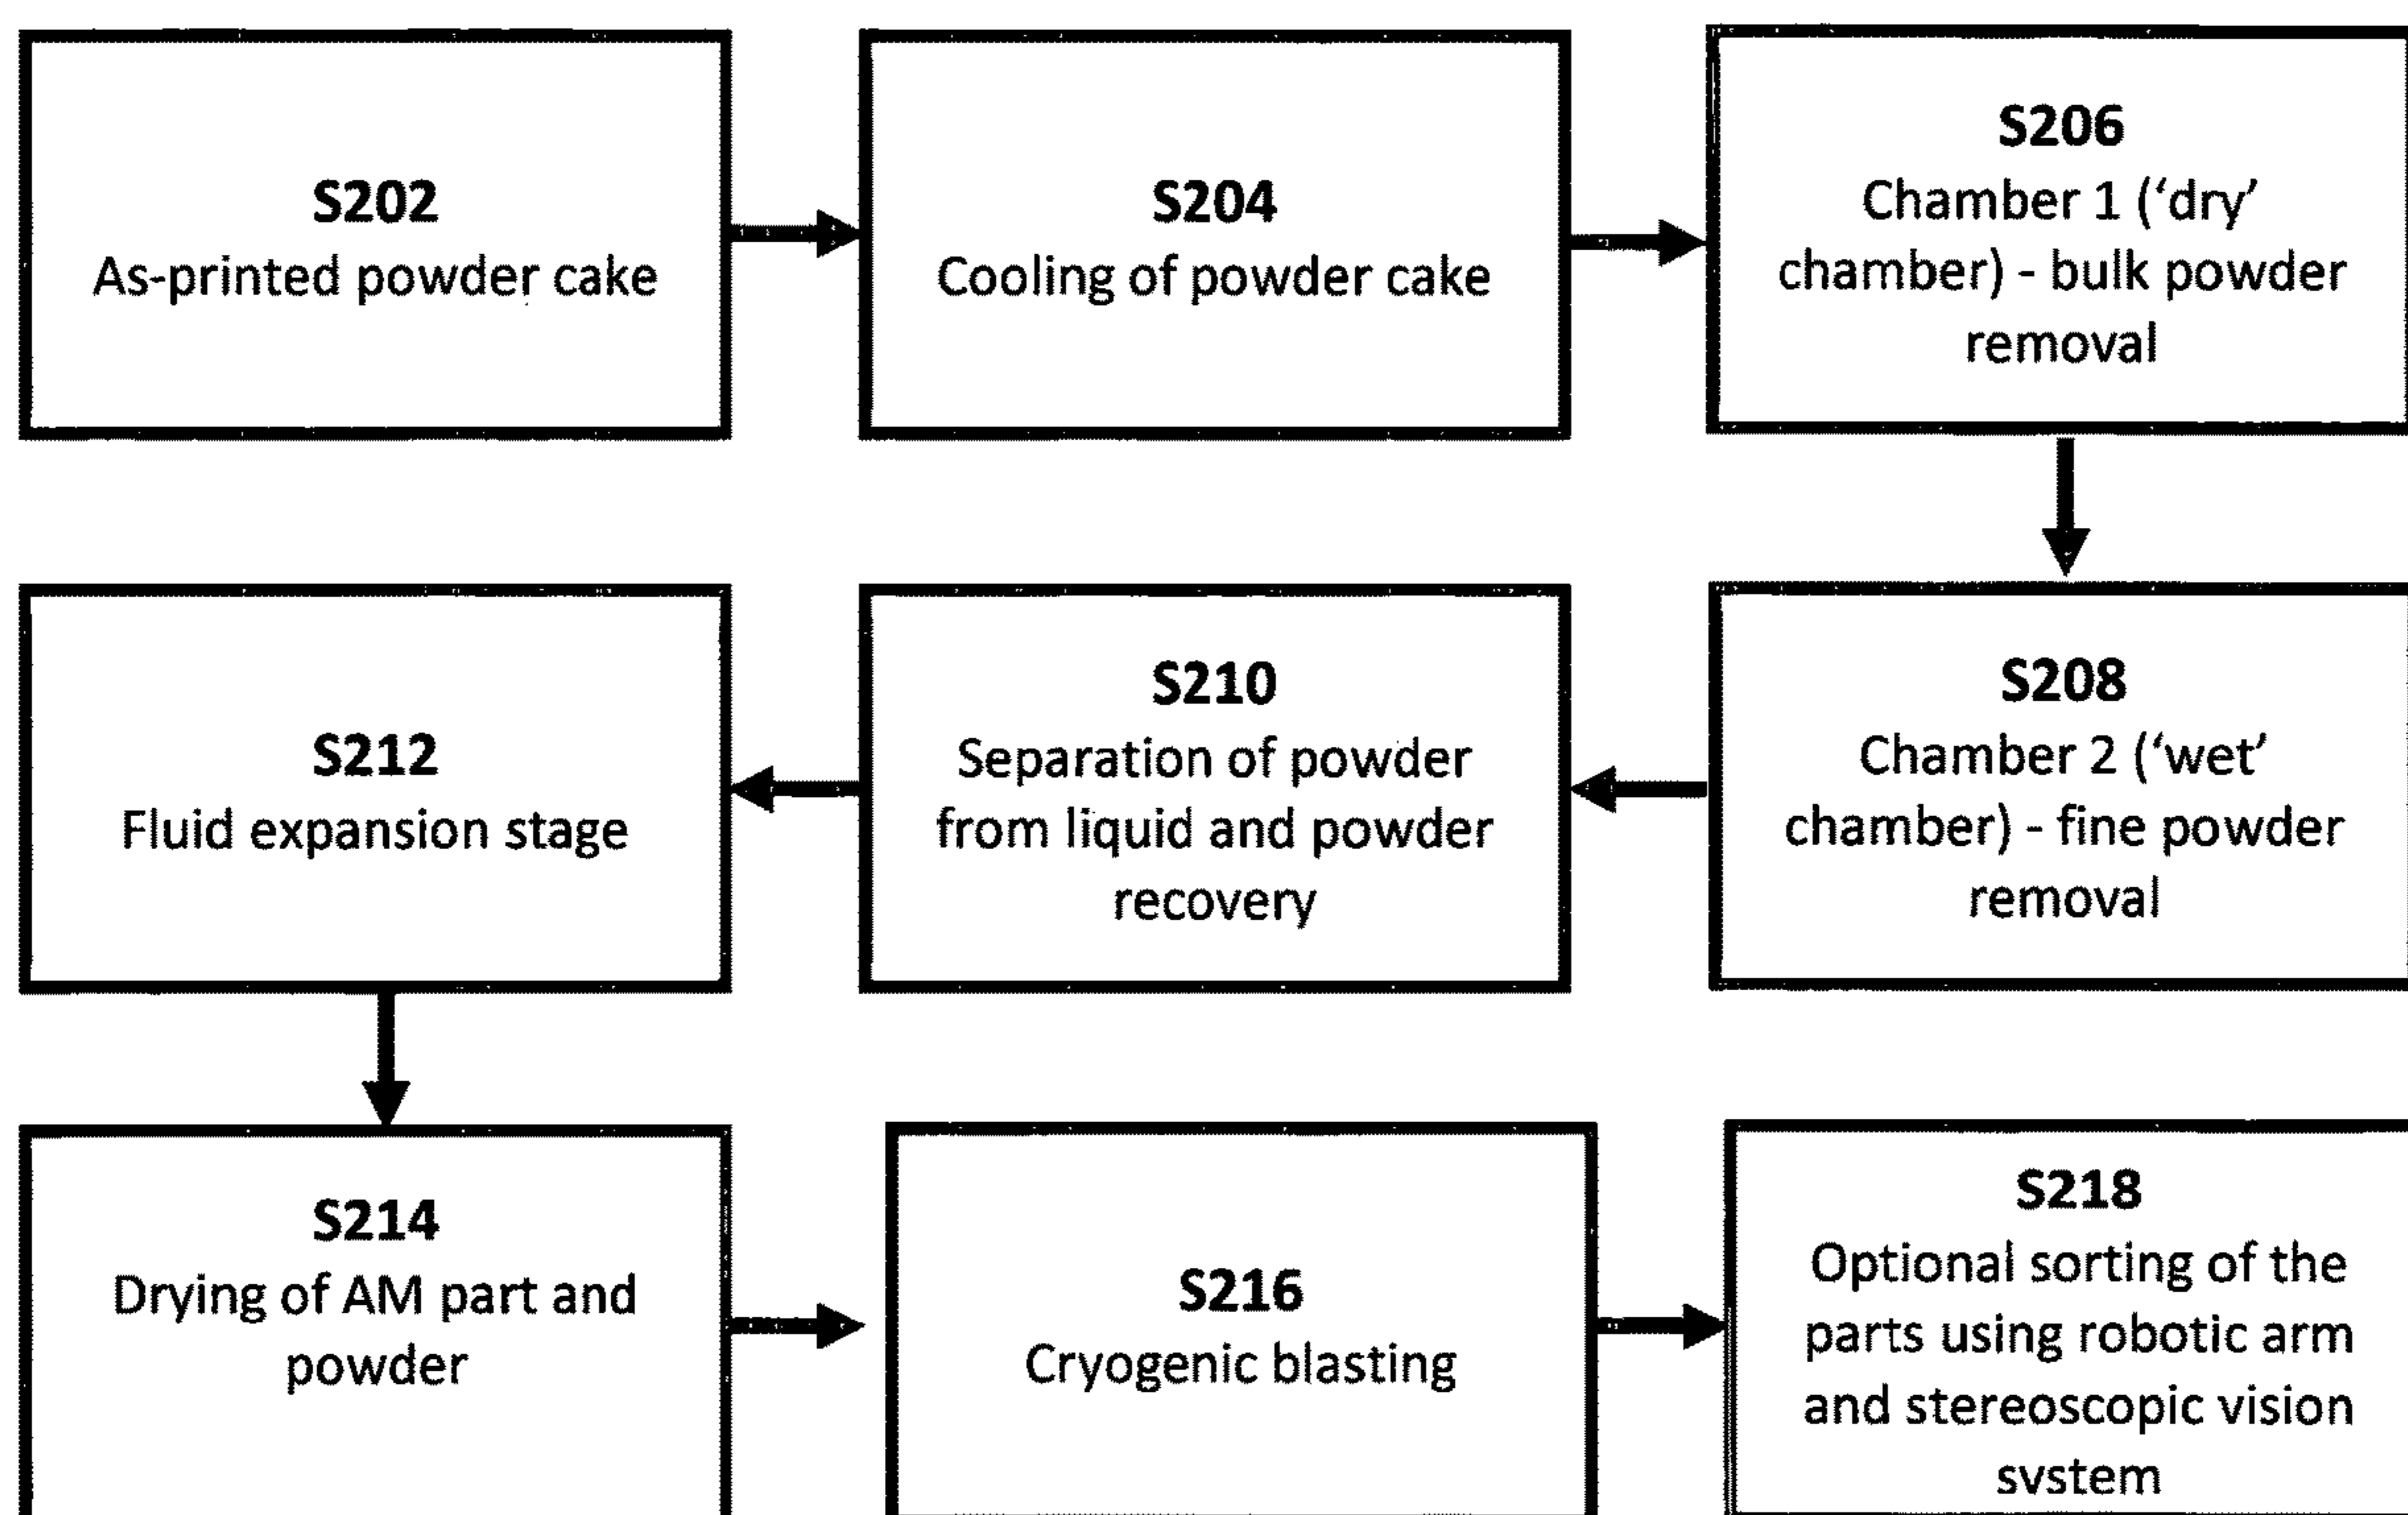 S202
As-printed powder cake
S204
Cooling of powder cake
S206
Chamber 1 (‘dry’
chamber) - bulk powder
removal
S208
Chamber 2 (‘wet’
chamber) - fine powder
removal
S210
Separation of powder
from liquid and powder
recovery
S212
Fluid expansion stage
S214
Drying of AM part and
powder
S216
Cryogenic blasting
S218
Optional sorting of the
parts using robotic arm
and stereoscopic vision
system